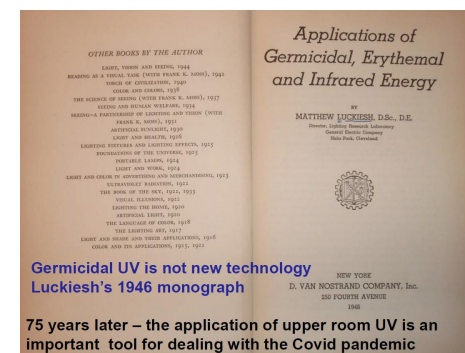 OTHER BOOKS BY THE AUTHOR
LIGHT, VISION AND SEEING, 1944
READING AS A VISUAL TASK (WITH FRANK K. MOSS), 1942
TORCH OF CIVILIZATION, 1940
COLOR AND COLORS, 1938
THE SCIENCE OF SEEING (WITH FRANK K. MOSS), 1937
SEEING AND HUMAN WELFARE, 1934
SEEING—A PARTNERSHIP OF LIGHTING AND VISION (WITH
FRANK K. MOSS), 1931
ARTIFICIAL SUNLIGHT, 1930
LIGHT AND HEALTH, 1926
LIGHTING FIXTURES AND LIGHTING EFFECTS, 1925
FOUNDATIONS OF THE UNIVERSE, 1925
PORTABLE LAMPS, 1924
LIGHT AND WORK, 1924
LIGHT AND COLOR IN ADVERTISING AND MERCHANDISING, 1923
ULTRAVIOLET RADIATION, 1922
THE BOOK OF THE SKY, 1922, 1933
VISUAL ILLUSIONS, 1922
LIGHTING THE HOME, 1920
ARTIFICIAL LIGHT, 1920
THE LANGUAGE OF COLOR, 1918
THE LIGHTING ART, 1917
LIGHT AND SHADE AND THEIR APPLICATIONS, 1916
COLOR AND ITS APPLICATIONS, 1915, 1921
Applications of
Germicidal, Erythemal
and Infrared Energy
BY
MATTHEW LUCKIESH, D.Sc., D.E.
Director, Lighting Research Laboratory
General Electric Company
Nela Park, Cleveland
NEW YORK
D. VAN NOSTRAND COMPANY, Inc.
250 FOURTH AVENUE
1946
Germicidal UV is not new technology
Luckiesh's 1946 monograph
75 years later – the application of upper room UV is an
important tool for dealing with the Covid pandemic